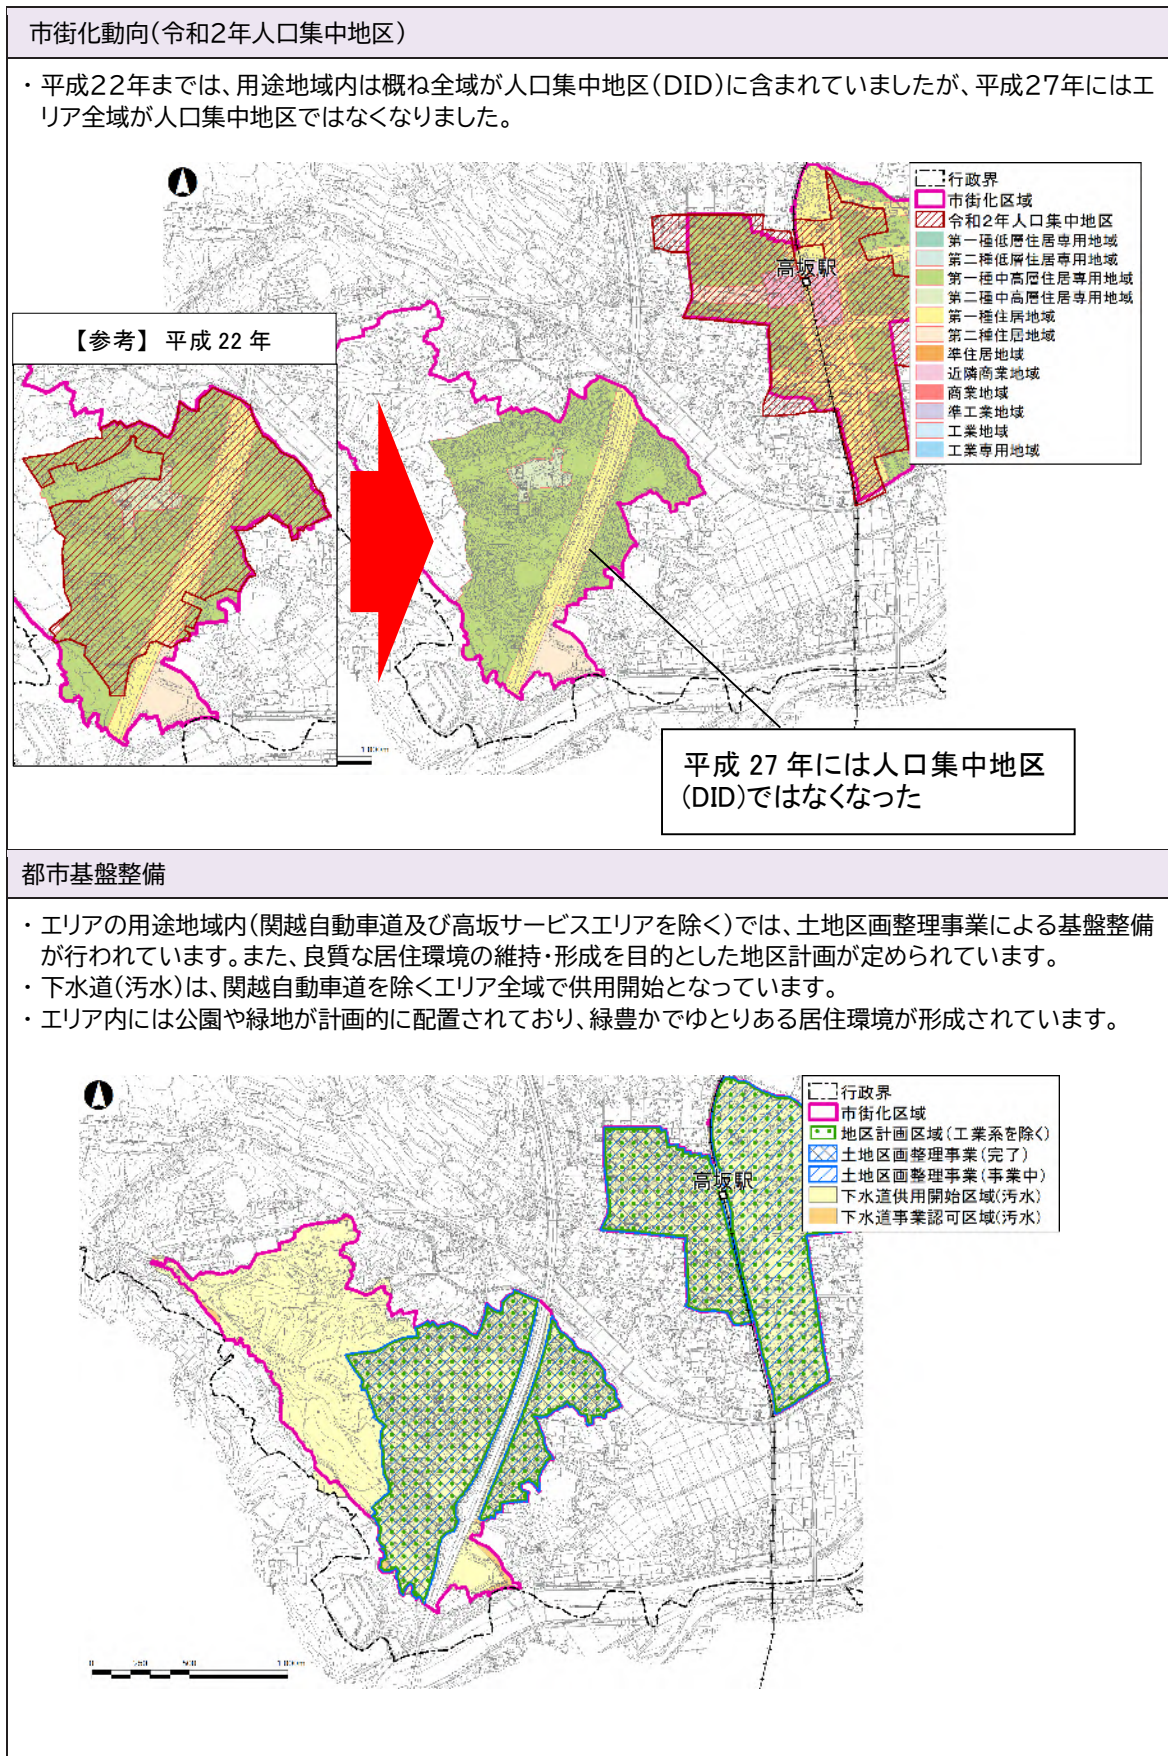 市街化動向(令和2年人口集中地区)
・平成22年までは、用途地域内は概ね全域が人口集中地区(DID)に含まれていましたが、平成27年にはエ
リア全域が人口集中地区ではなくなりました。
行政界
市街化区域
令和2年人口集中地区
第一種低層住居専用地域
第二種低層住居専用地域
第一種中高層住居専用地域
第二種中高層住居専用地域
第一種住居地域
第二種住居地域
準住居地域
近隣商業地域
商業地域
準工業地域
工業地域
工業専用地域
高坂駅
【参考】 平成 22 年
1,000m
平成 27 年には人口集中地区
(DID)ではなくなった
都市基盤整備
・エリアの用途地域内(関越自動車道及び高坂サービスエリアを除く)では、土地区画整理事業による基盤整備
が行われています。また、良質な居住環境の維持・形成を目的とした地区計画が定められています。
・下水道(汚水)は、関越自動車道を除くエリア全域で供用開始となっています。
・エリア内には公園や緑地が計画的に配置されており、緑豊かでゆとりある居住環境が形成されています。
行政界
市街化区域
地区計画区域(工業系を除く)
土地区画整理事業(完了)
土地区画整理事業(事業中)
下水道供用開始区域(汚水)
下水道事業認可区域(汚水)
高坂駅
0 250 500 1,000m